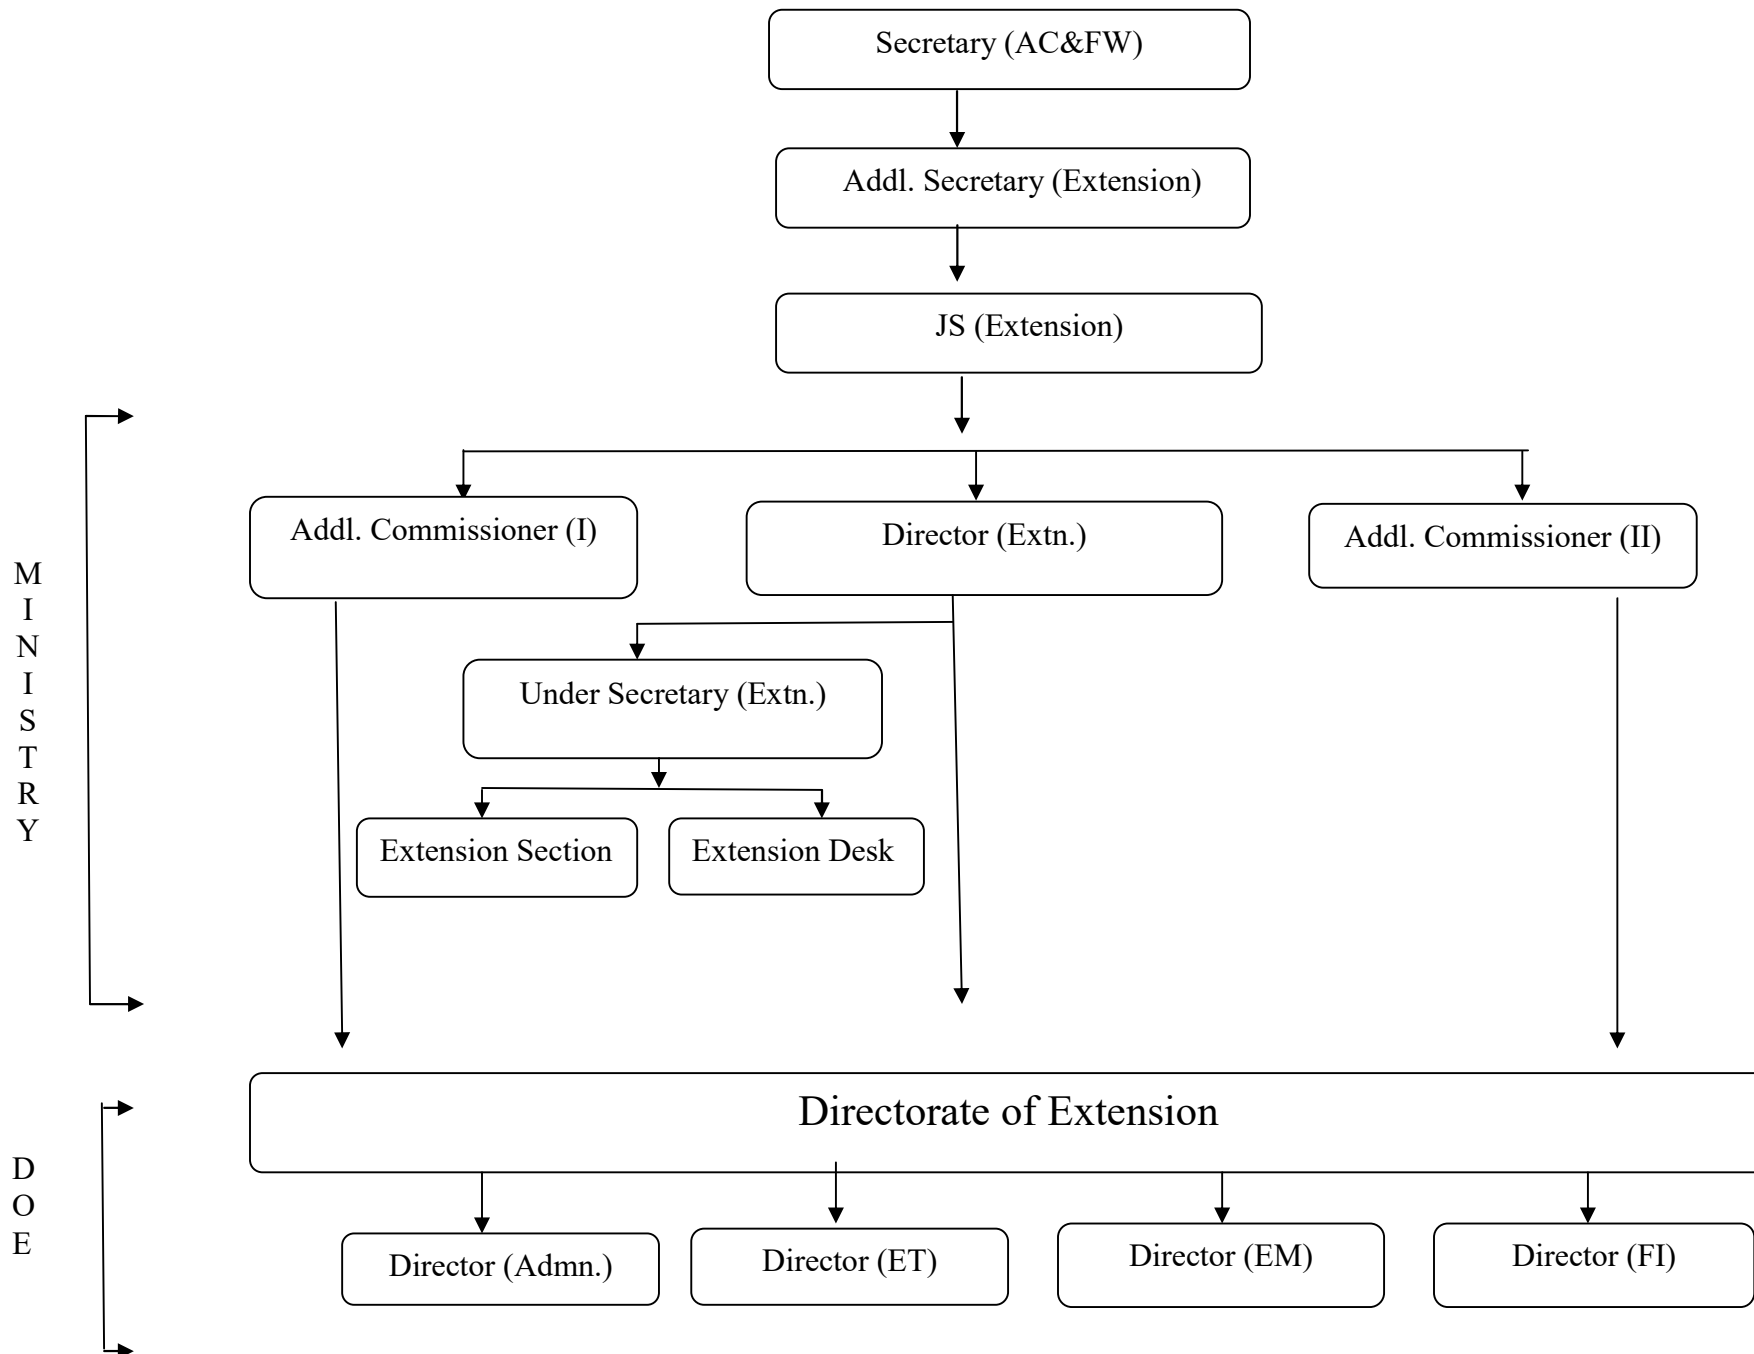 Secretary (AC&FW)
Addl. Secretary (Extension)
JS (Extension)
Addl. Commissioner (I)
Director (Extn.)
Addl. Commissioner (II)
Under Secretary (Extn.)
Extension Section
Extension Desk
M
I
N
I
S
T
R
Y
Directorate of Extension
D
O
E
Director (Admn.)
Director (ET)
Director (EM)
Director (FI)